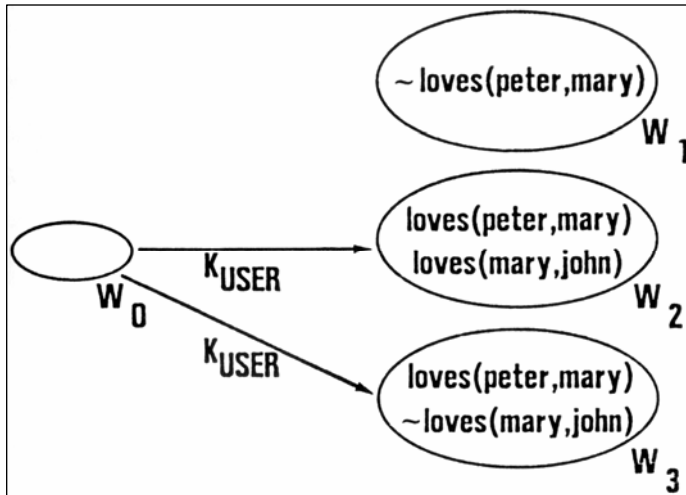 ~ loves(peter,mary)
W1
loves(peter,mary)
loves(mary,john)
W2
KUSER
W0
KUSER
loves(peter,mary)
~loves(mary,john)
W3